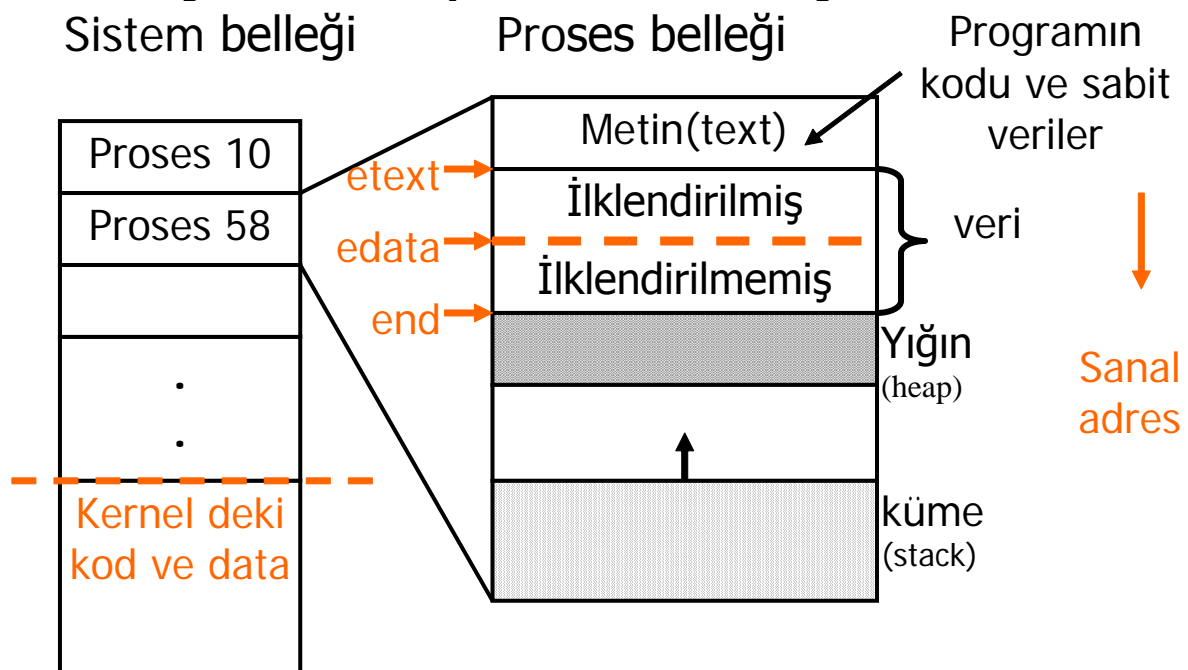 Sistem belleği
Proses belleği
Programın
kodu ve sabit
veriler
Metin(text)
Proses 10
etext
İlklendirilmiş
Proses 58
veri
edata
İlklendirilmemiş
end
Yığın
(heap)
Sanal
adres
.
.
Kernel deki
kod ve data
küme
(stack)